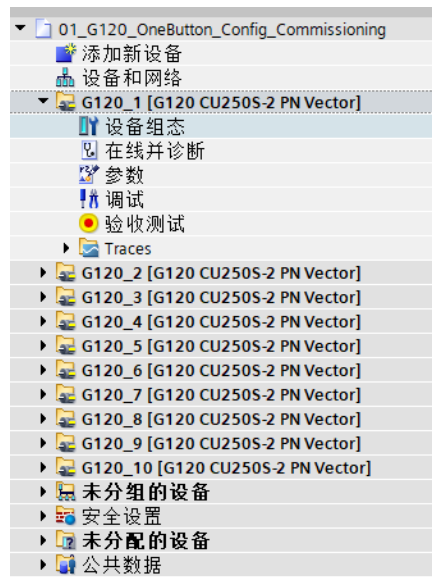 01_G120_OneButton_Config_Commissioning
添加新设备
设备和网络
G120_1 [G120 CU250S-2 PN Vector]
设备组态
在线并诊断
参数
调试
验收测试
Traces
G120_2 [G120 CU250S-2 PN Vector]
G120_3 [G120 CU250S-2 PN Vector]
G120_4 [G120 CU250S-2 PN Vector]
G120_5 [G120 CU250S-2 PN Vector]
G120_6 [G120 CU250S-2 PN Vector]
G120_7 [G120 CU250S-2 PN Vector]
G120_8 [G120 CU250S-2 PN Vector]
G120_9 [G120 CU250S-2 PN Vector]
G120_10 [G120 CU250S-2 PN Vector]
未分组的设备
安全设置
未分配的设备
公共数据